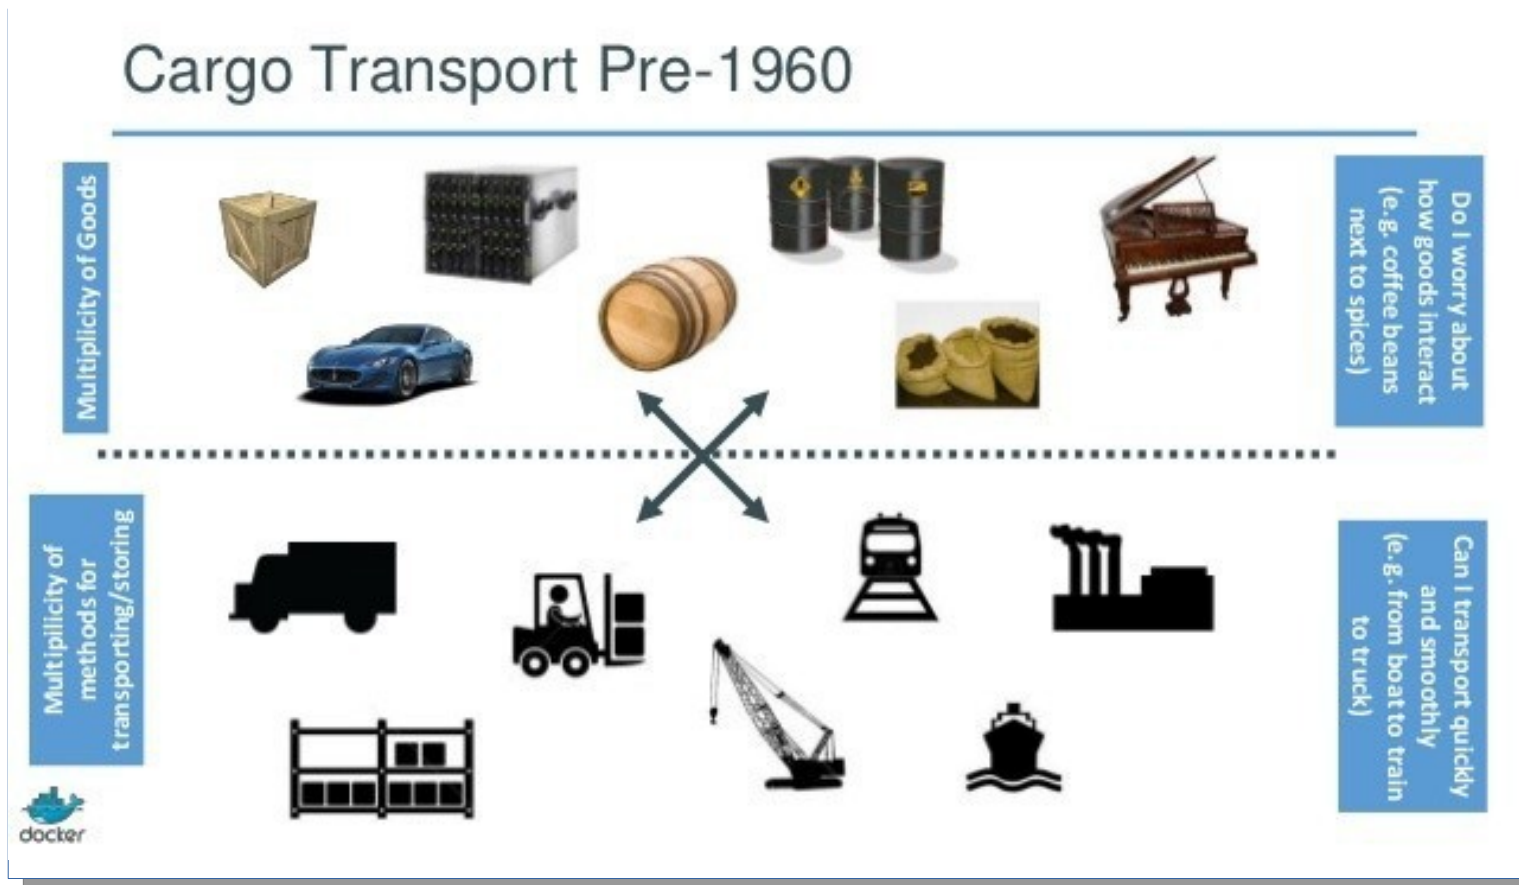 Cargo Transport Pre-1960
Multiplicity of Goods
Do I worry about
how goods interact
(e.g. coffee beans
next to spices)
Multipilicity of
methods for
transporting/storing
Can I transport quickly
and smoothly
(e.g. from boat to train
to truck)
docker